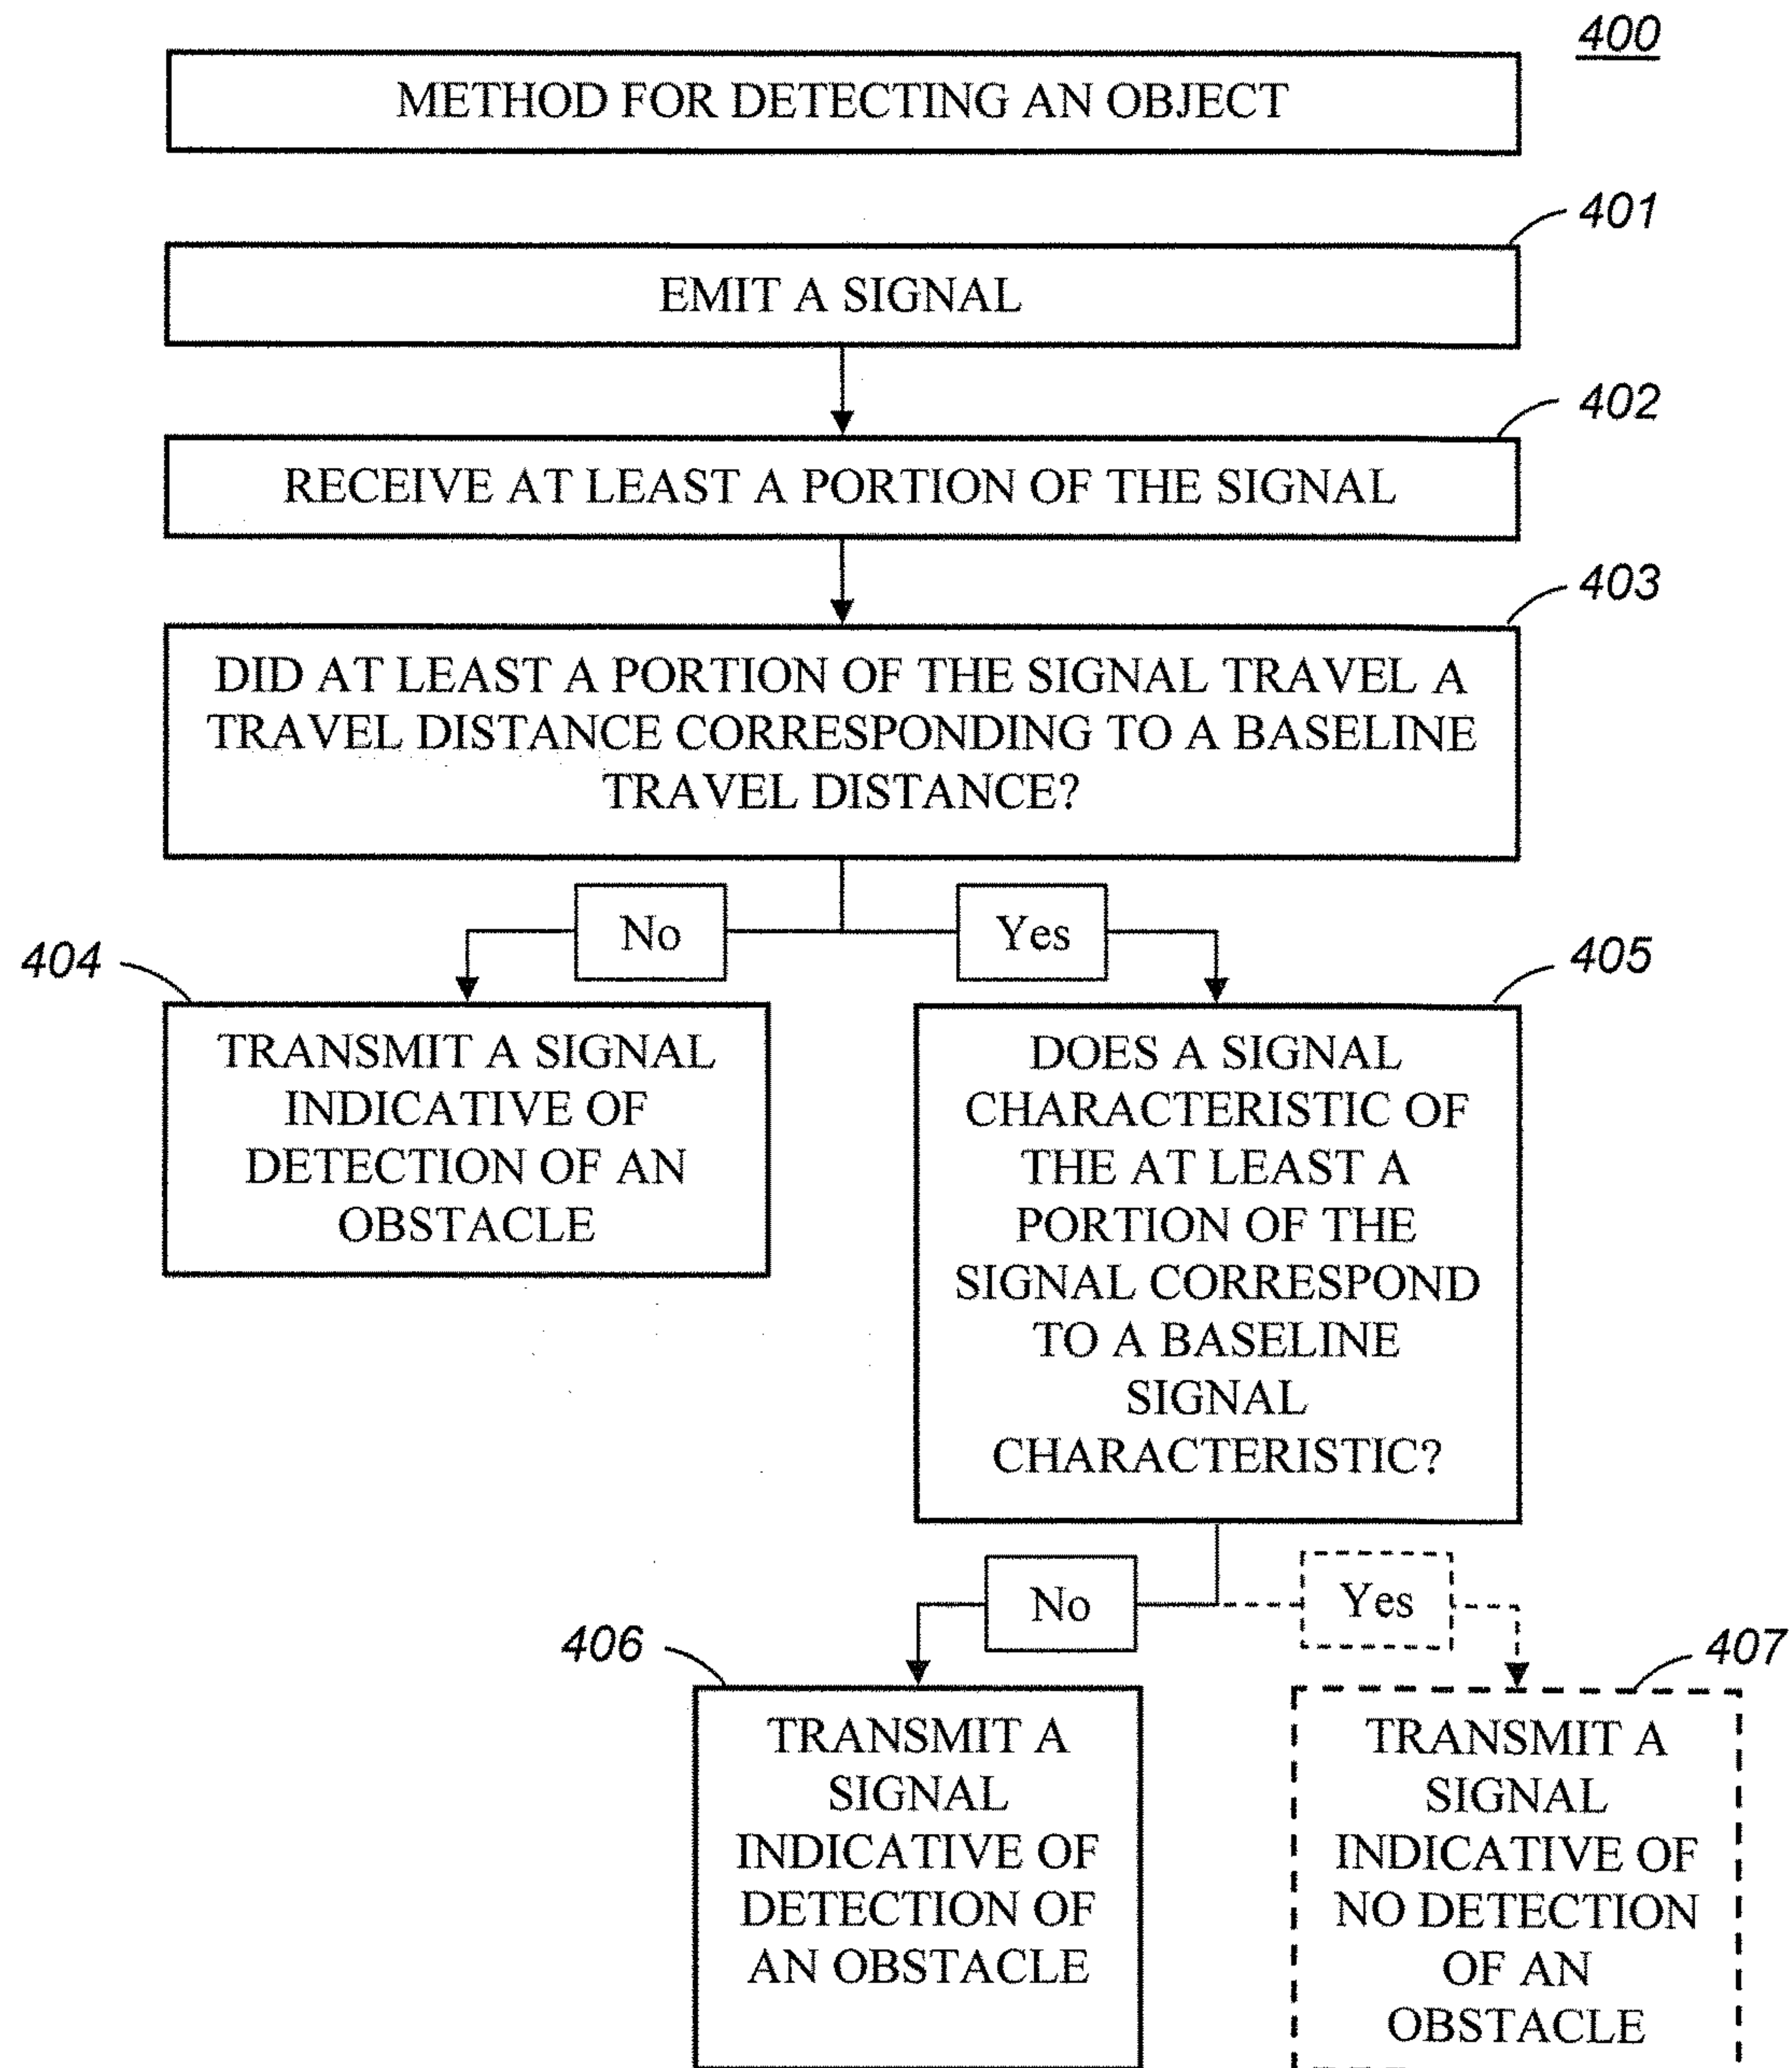 400
METHOD FOR DETECTING AN OBJECT
401
EMIT A SIGNAL
402
RECEIVE AT LEAST A PORTION OF THE SIGNAL
403
DID AT LEAST A PORTION OF THE SIGNAL TRAVEL A
TRAVEL DISTANCE CORRESPONDING TO A BASELINE
TRAVEL DISTANCE?
No
Yes
404
TRANSMIT A SIGNAL
INDICATIVE OF
DETECTION OF AN
OBSTACLE
405
DOES A SIGNAL
CHARACTERISTIC OF
THE AT LEAST A
PORTION OF THE
SIGNAL CORRESPOND
TO A BASELINE
SIGNAL
CHARACTERISTIC?
No
Yes
406
TRANSMIT A
SIGNAL
INDICATIVE OF
DETECTION OF
AN OBSTACLE
407
TRANSMIT A
SIGNAL
INDICATIVE OF
NO DETECTION
OF AN
OBSTACLE